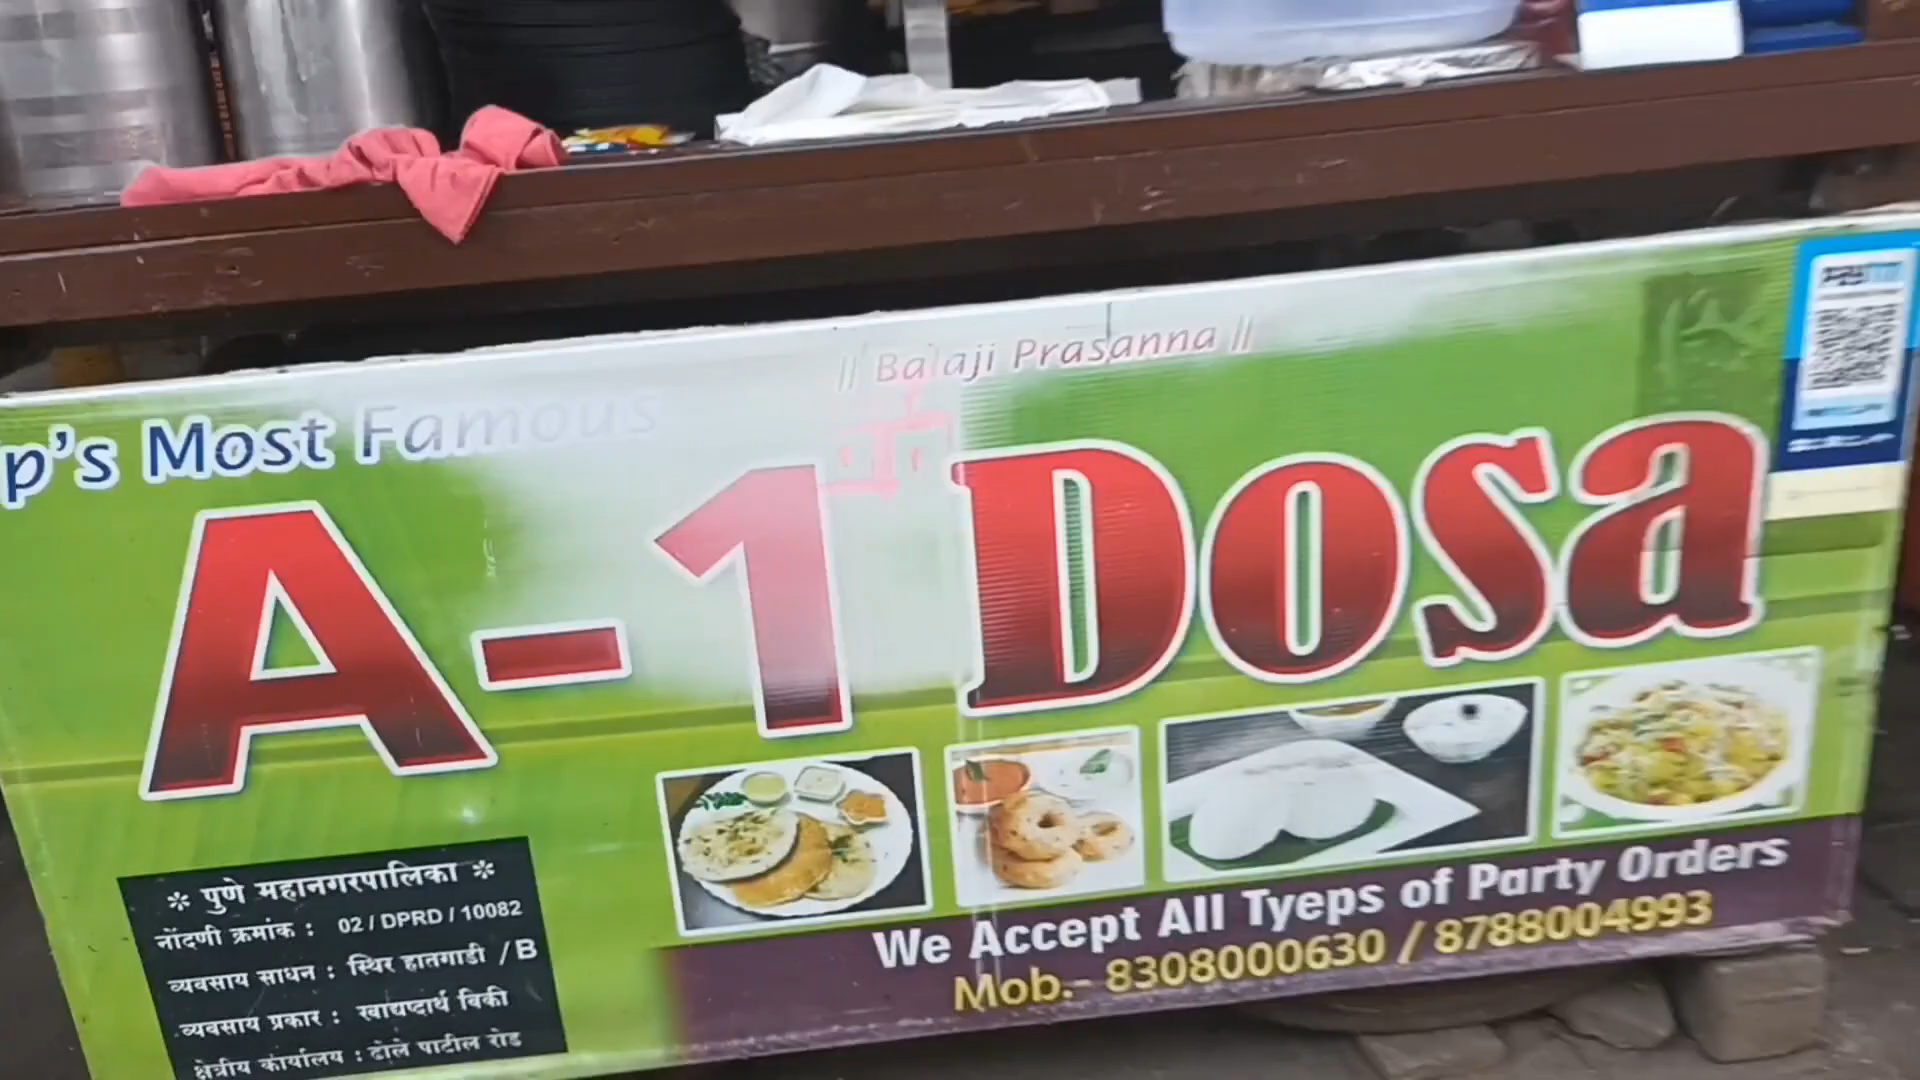 || Balaji Prasanna ||
p's Most Famous
A-1 Dosa
* पुणे महानगरपालिका *
नोंदणी क्रमांक : 02 / DPRD / 10082
व्यवसाय साधन : स्थिर हातगाडी / B
व्यवसाय प्रकार : खाद्यपदार्थ विक्री
क्षेत्रीय कार्यालय : ढोले पाटील रोड
We Accept All Tyeps of Party Orders
Mob.- 8308000630 / 8788004993